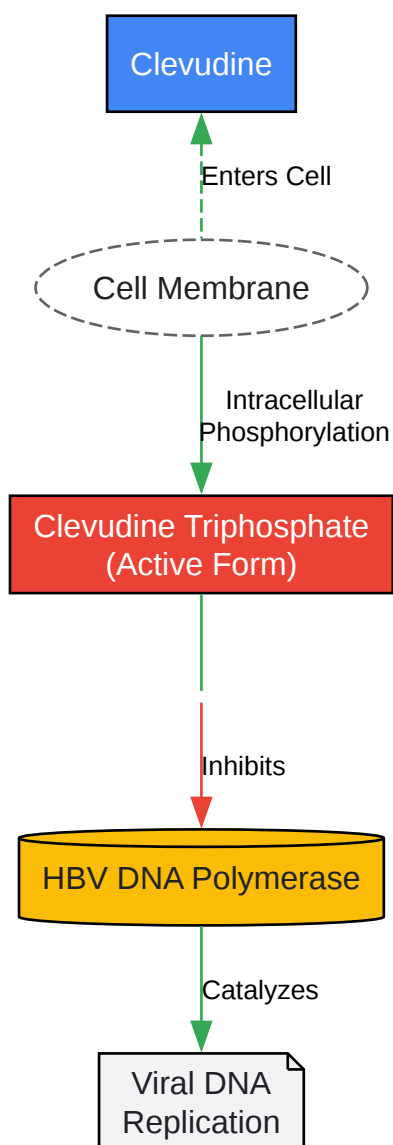 Clevudine
Enters Cell
Cell Membrane
Intracellular
Phosphorylation
Clevudine Triphosphate
(Active Form)
Inhibits
HBV DNA Polymerase
Catalyzes
Viral DNA
Replication